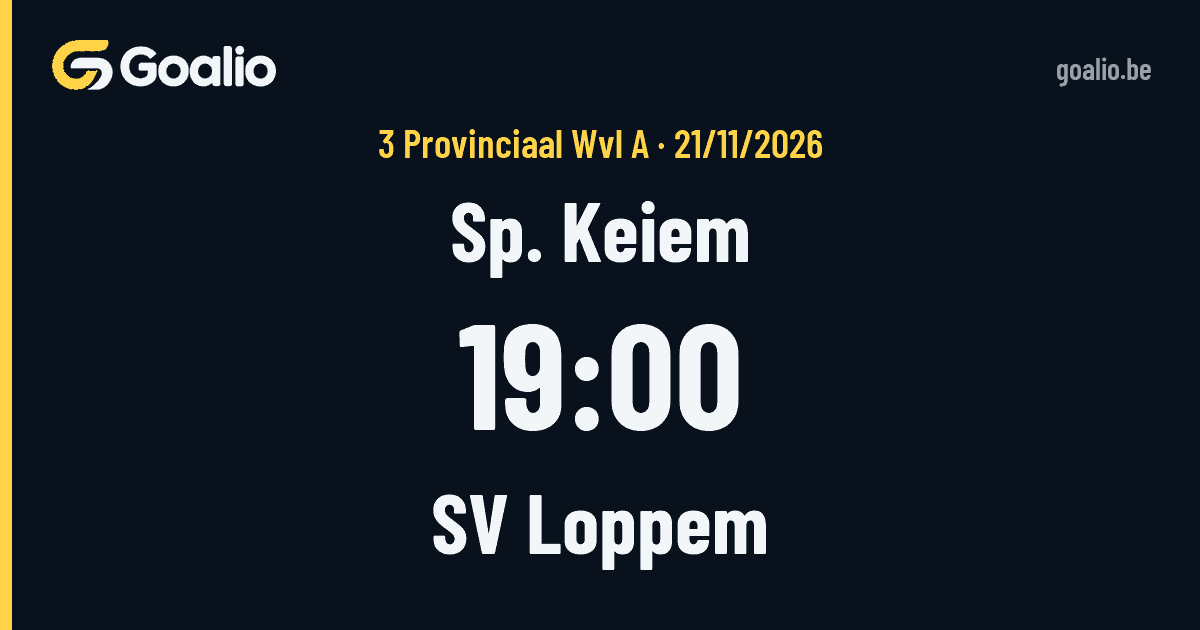 Goalio
goalio.be
3 Provinciaal Wvl A · 21/11/2026
Sp. Keiem
19:00
SV Loppem